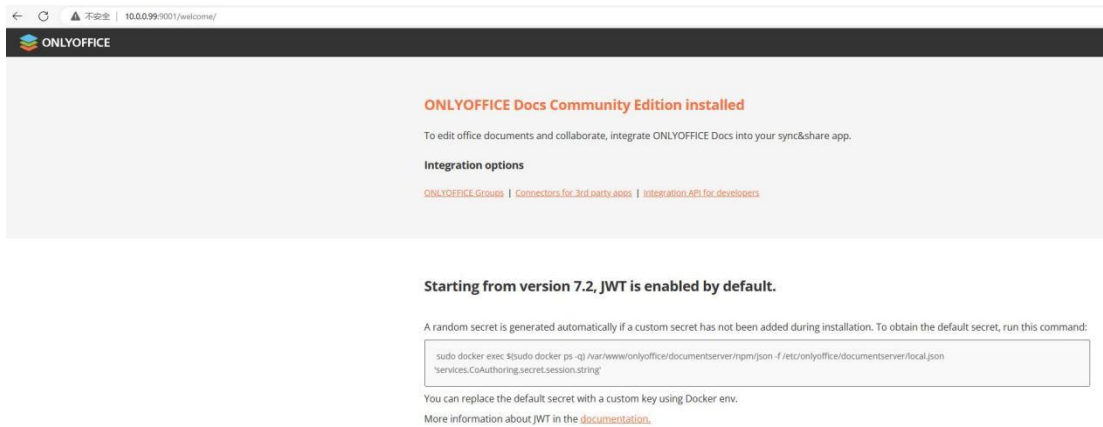 不安全 | 10.0.0.99:9001/welcome/
ONLYOFFICE
ONLYOFFICE Docs Community Edition installed
To edit office documents and collaborate, integrate ONLYOFFICE Docs into your sync&share app.
Integration options
ONLYOFFICE Groups | Connectors for 3rd party apps | Integration API for developers
Starting from version 7.2, JWT is enabled by default.
A random secret is generated automatically if a custom secret has not been added during installation. To obtain the default secret, run this command:
sudo docker exec $(sudo docker ps -q) /var/www/onlyoffice/documentserver/npm/json -f /etc/onlyoffice/documentserver/local.json
'services.CoAuthoring.secret.session.string'
You can replace the default secret with a custom key using Docker env.
More information about JWT in the documentation.